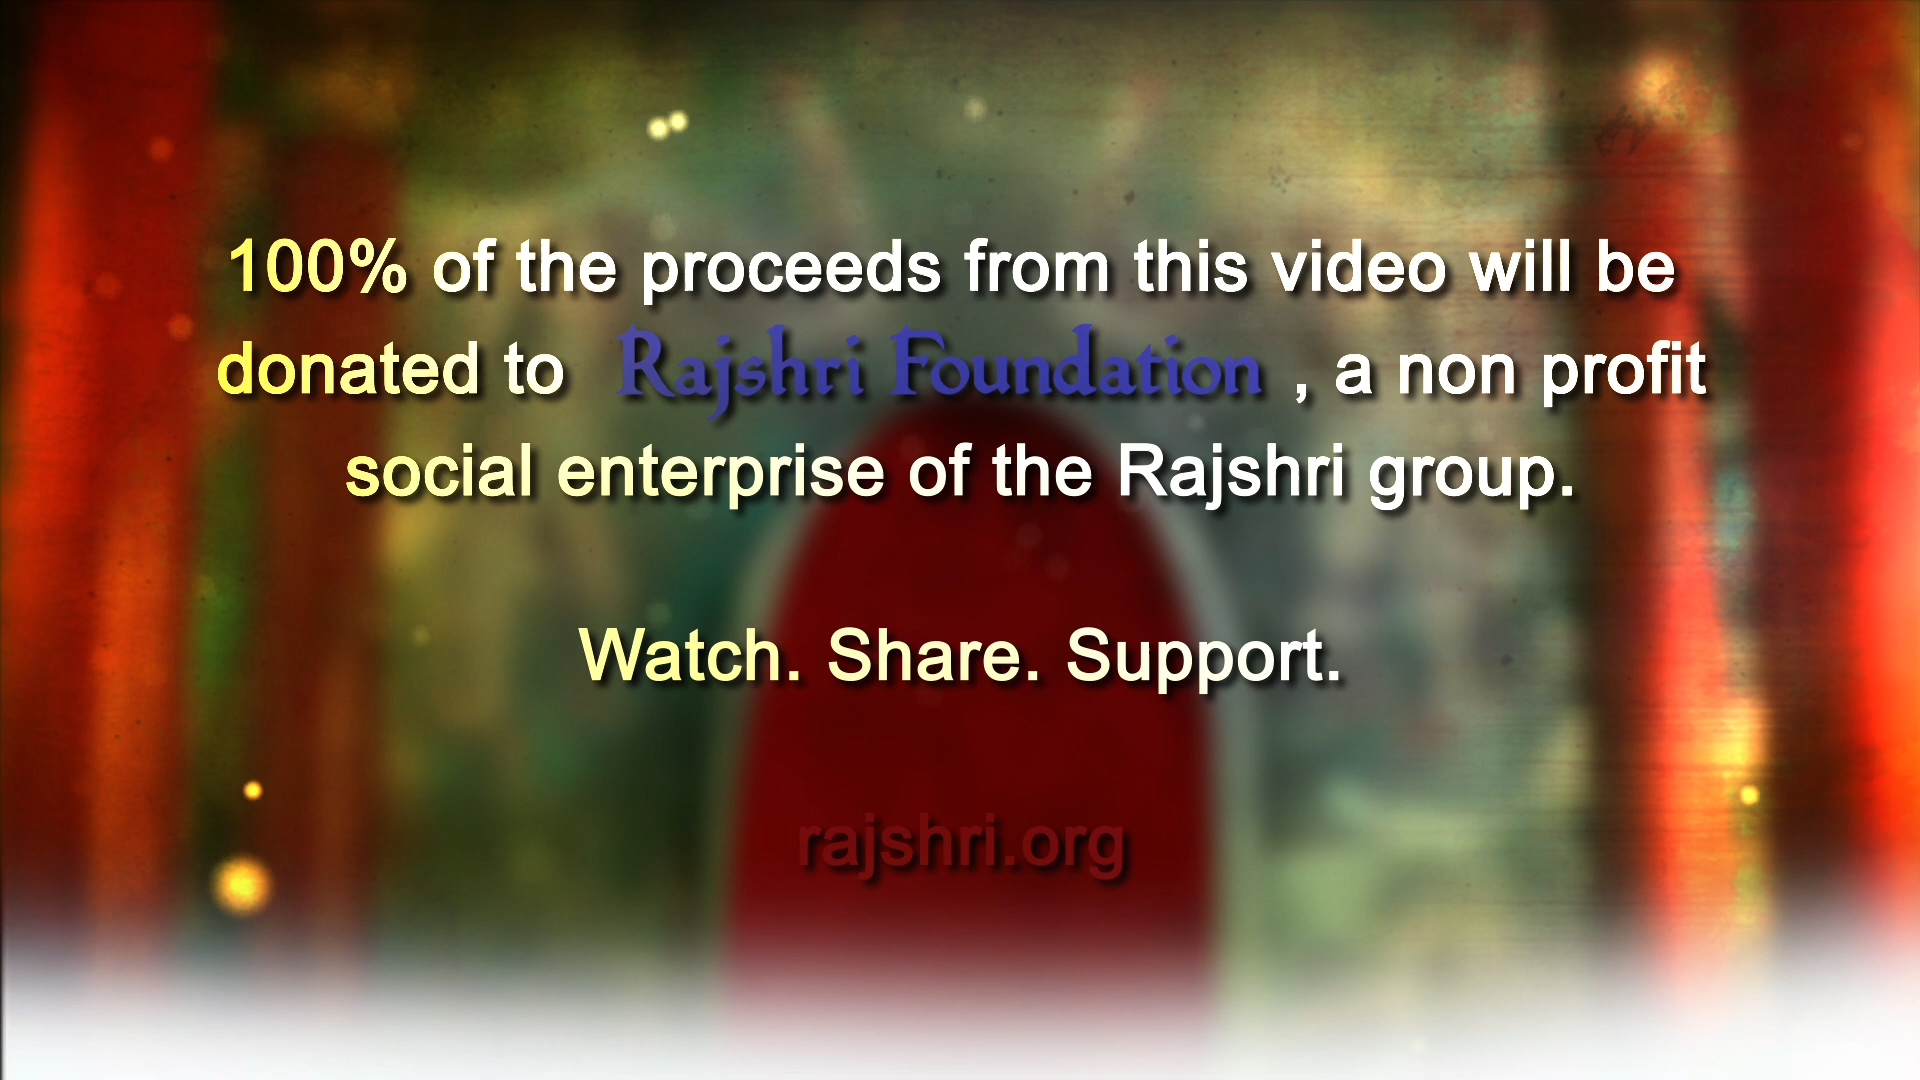 100% of the proceeds from this video will be
donated to Rajshri Foundation , a non profit
social enterprise of the Rajshri group.
Watch. Share. Support.
rajshri.org